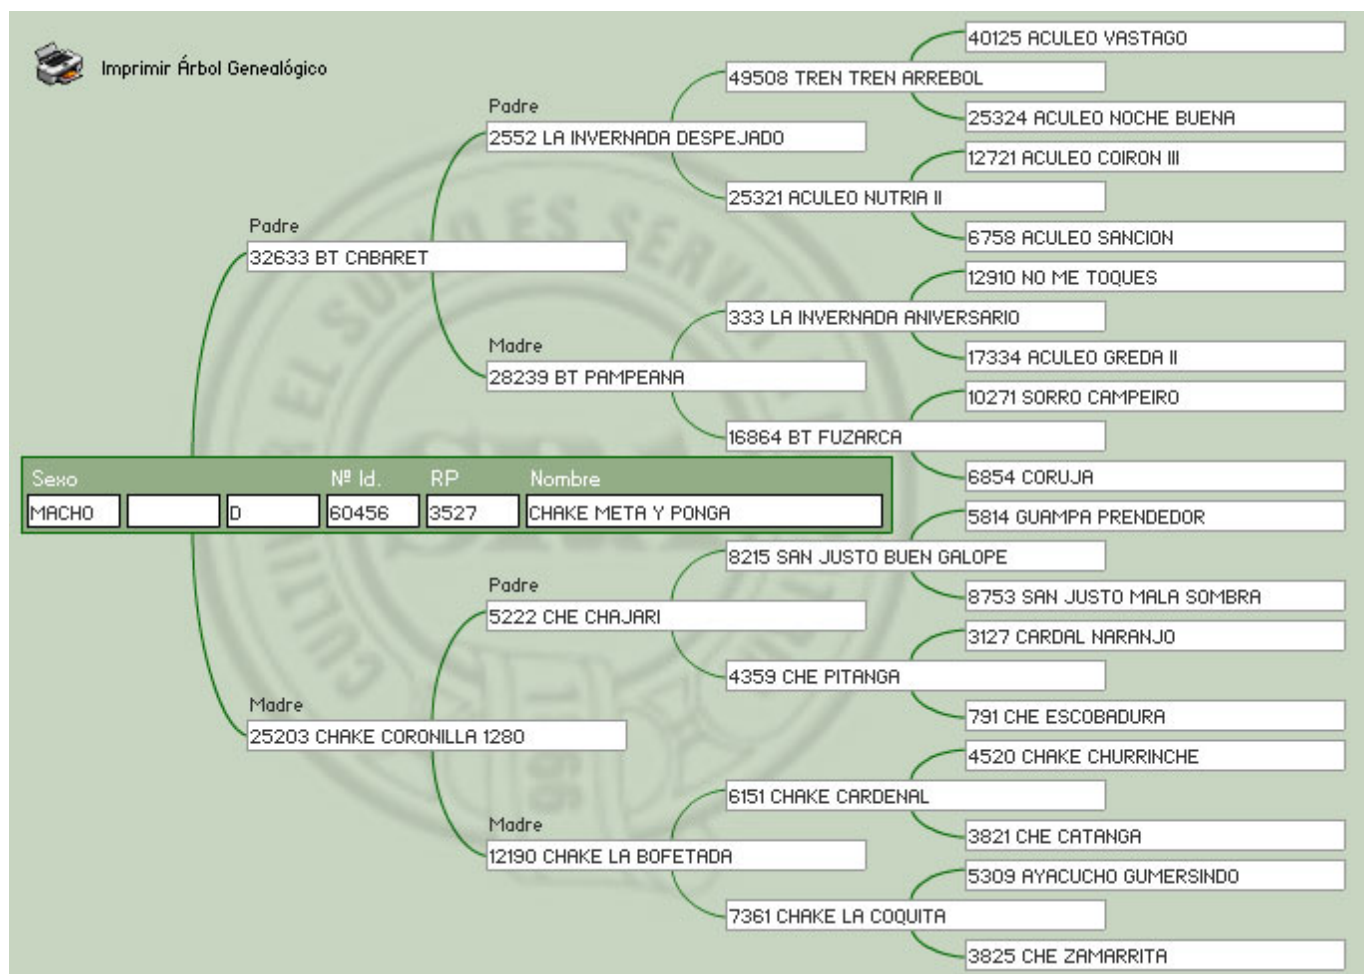 Imprimir Árbol Genealógico
40125 ACULEO VASTAGO
49508 TREN TREN ARREBOL
Padre
25324 ACULEO NOCHE BUENA
2552 LA INVERNADA DESPEJADO
12721 ACULEO COIRON III
25321 ACULEO NUTRIA II
Padre
6758 ACULEO SANCION
32633 BT CABARET
12910 NO ME TOQUES
333 LA INVERNADA ANIVERSARIO
Madre
17334 ACULEO GREDA II
28239 BT PAMPEANA
10271 SORRO CAMPEIRO
16864 BT FUZARCA
6854 CORUJA
Sexo Nº Id. RP Nombre
MACHO D 60456 3527 CHAKE META Y PONGA
5814 GUAMPA PRENDEDOR
8215 SAN JUSTO BUEN GALOPE
Padre
8753 SAN JUSTO MALA SOMBRA
5222 CHE CHAJARI
3127 CARDAL NARANJO
4359 CHE PITANGA
Madre
791 CHE ESCOBADURA
25203 CHAKE CORONILLA 1280
4520 CHAKE CHURRINCHE
6151 CHAKE CARDENAL
Madre
3821 CHE CATANGA
12190 CHAKE LA BOFETADA
5309 AYACUCHO GUMERSINDO
7361 CHAKE LA COQUITA
3825 CHE ZAMARRITA